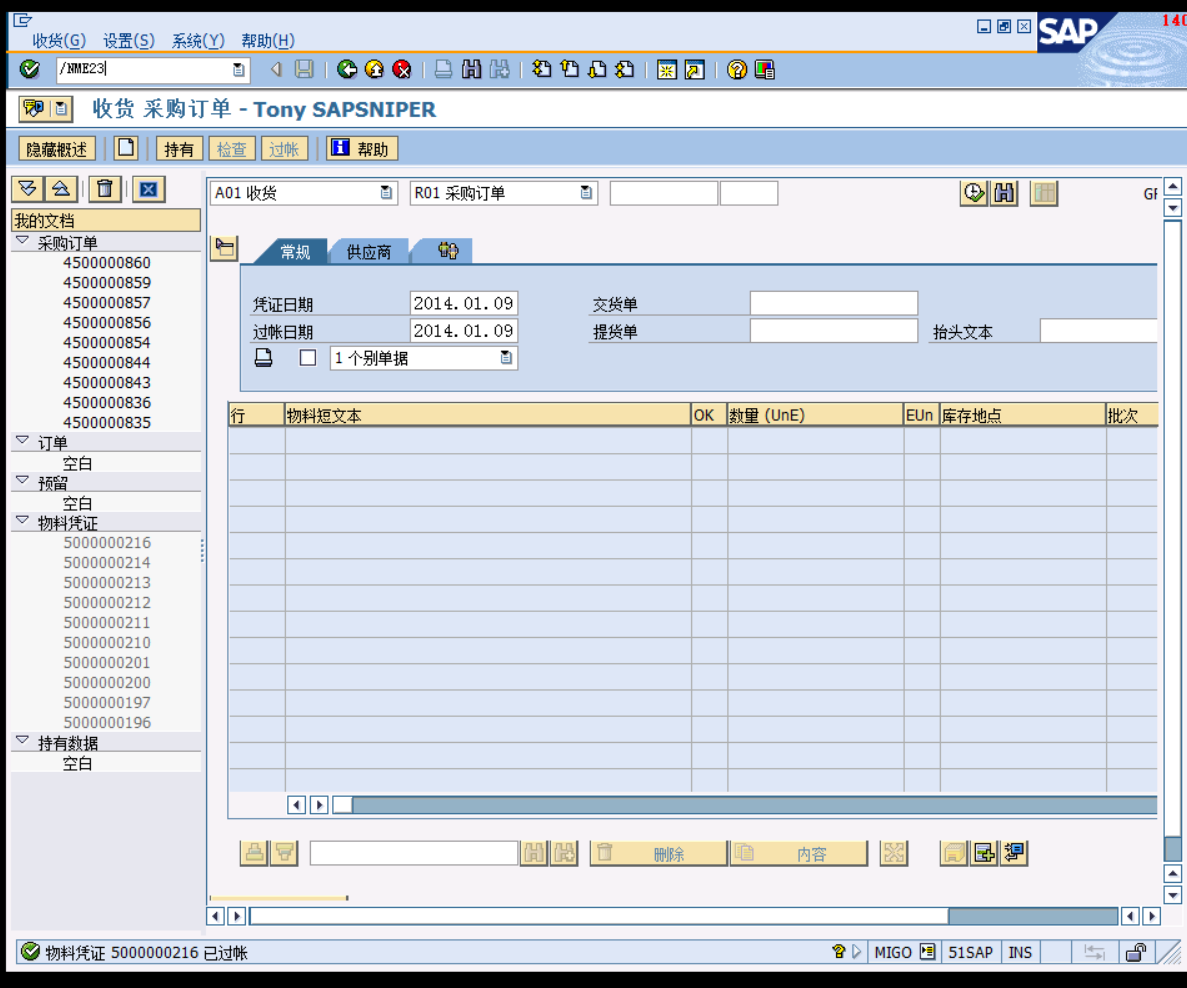 收货(G) 设置(S) 系统(Y) 帮助(H)
SAP
140
/NME23
收货 采购订单 - Tony SAPSNIPER
隐藏概述 持有 检查 过帐 帮助
A01 收货 R01 采购订单
我的文档
采购订单
4500000860
4500000859
4500000857
4500000856
4500000854
4500000844
4500000843
4500000836
4500000835
订单
空白
预留
空白
物料凭证
5000000216
5000000214
5000000213
5000000212
5000000211
5000000210
5000000201
5000000200
5000000197
5000000196
持有数据
空白
常规 供应商
凭证日期 2014.01.09 交货单
过帐日期 2014.01.09 提货单 抬头文本
1 个别单据
行 物料短文本 OK 数量 (UnE) EUn 库存地点 批次
删除 内容
物料凭证 5000000216 已过帐 MIGO 51SAP INS